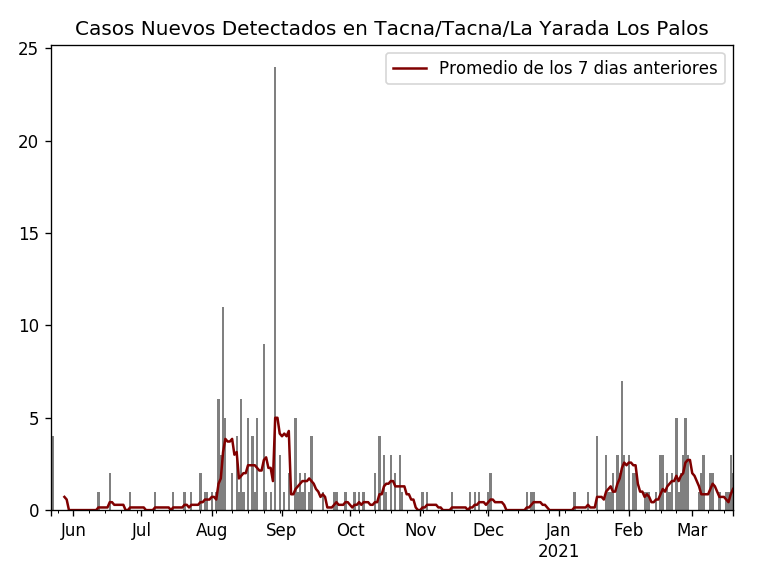 Casos Nuevos Detectados en Tacna/Tacna/La Yarada Los Palos
Promedio de los 7 dias anteriores
25
20
15
10
5
0
Jun Jul Aug Sep Oct Nov Dec Jan Feb Mar
2021